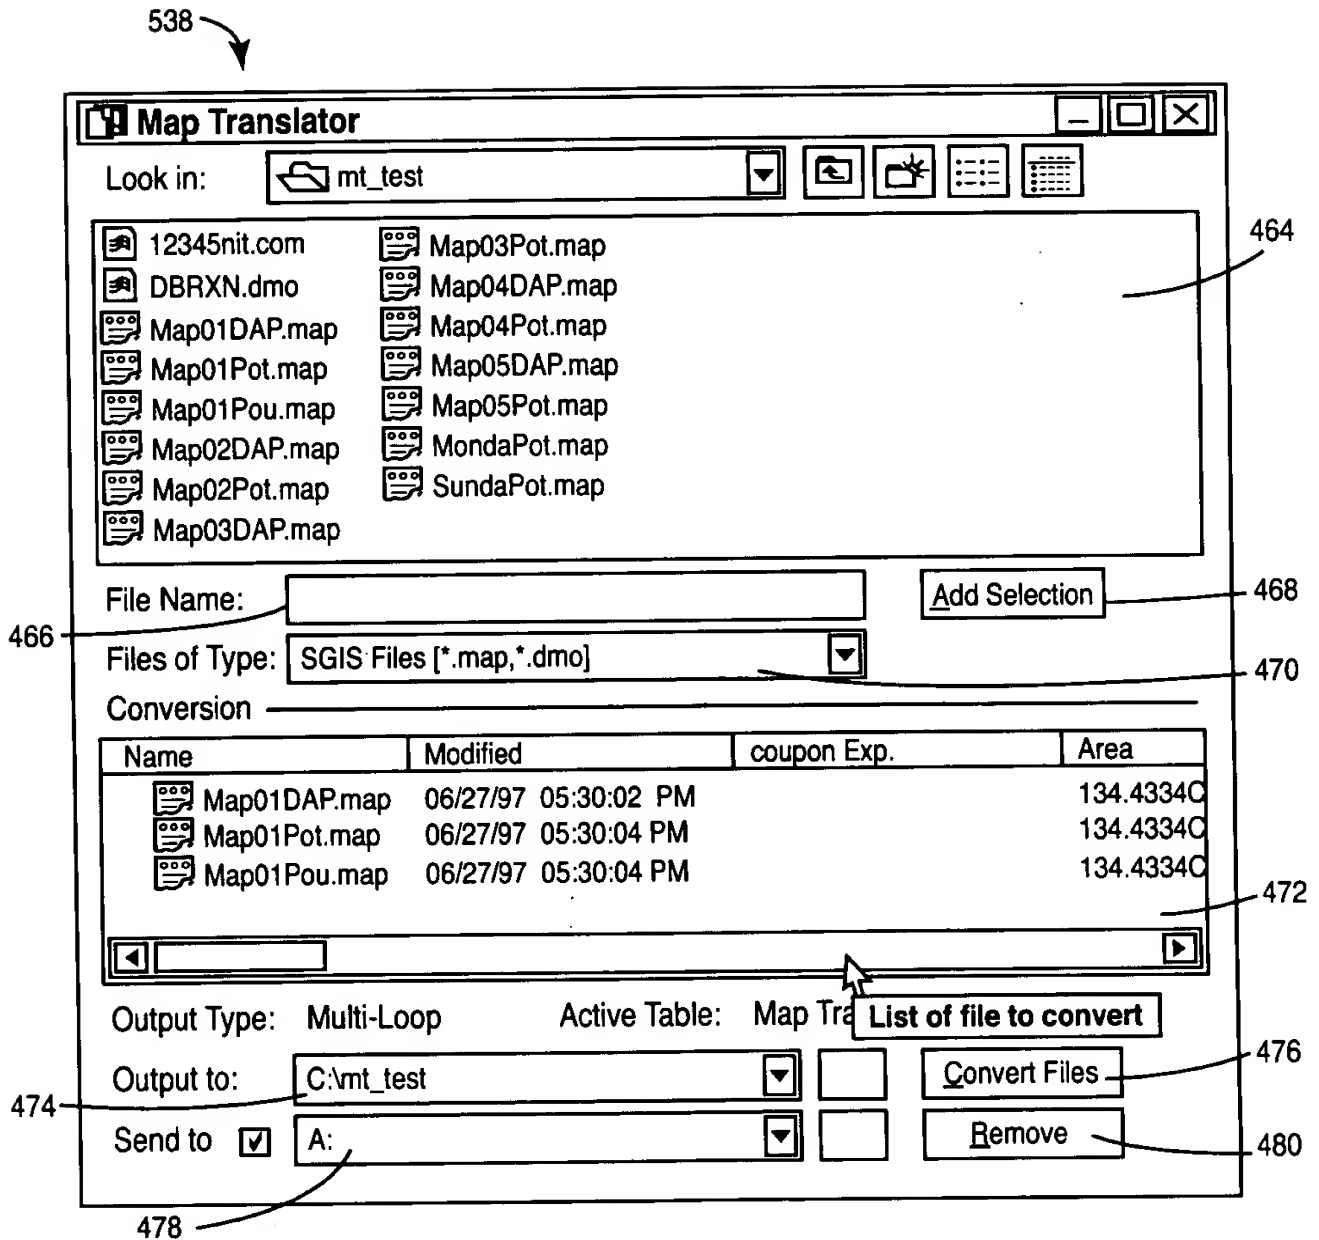 538
Map Translator
Look in: mt_test
464
12345nit.com
DBRXN.dmo
Map01DAP.map
Map01Pot.map
Map01Pou.map
Map02DAP.map
Map02Pot.map
Map03DAP.map
Map03Pot.map
Map04DAP.map
Map04Pot.map
Map05DAP.map
Map05Pot.map
MondaPot.map
SundaPot.map
File Name: Add Selection 468
466
Files of Type: SGIS Files [*.map,*.dmo] 470
Conversion
Name Modified coupon Exp. Area
Map01DAP.map 06/27/97 05:30:02 PM 134.4334C
Map01Pot.map 06/27/97 05:30:04 PM 134.4334C
Map01Pou.map 06/27/97 05:30:04 PM 134.4334C
472
Output Type: Multi-Loop Active Table: Map Tra
List of file to convert
Output to: C:\mt_test Convert Files 476
474
Send to A: Remove 480
478